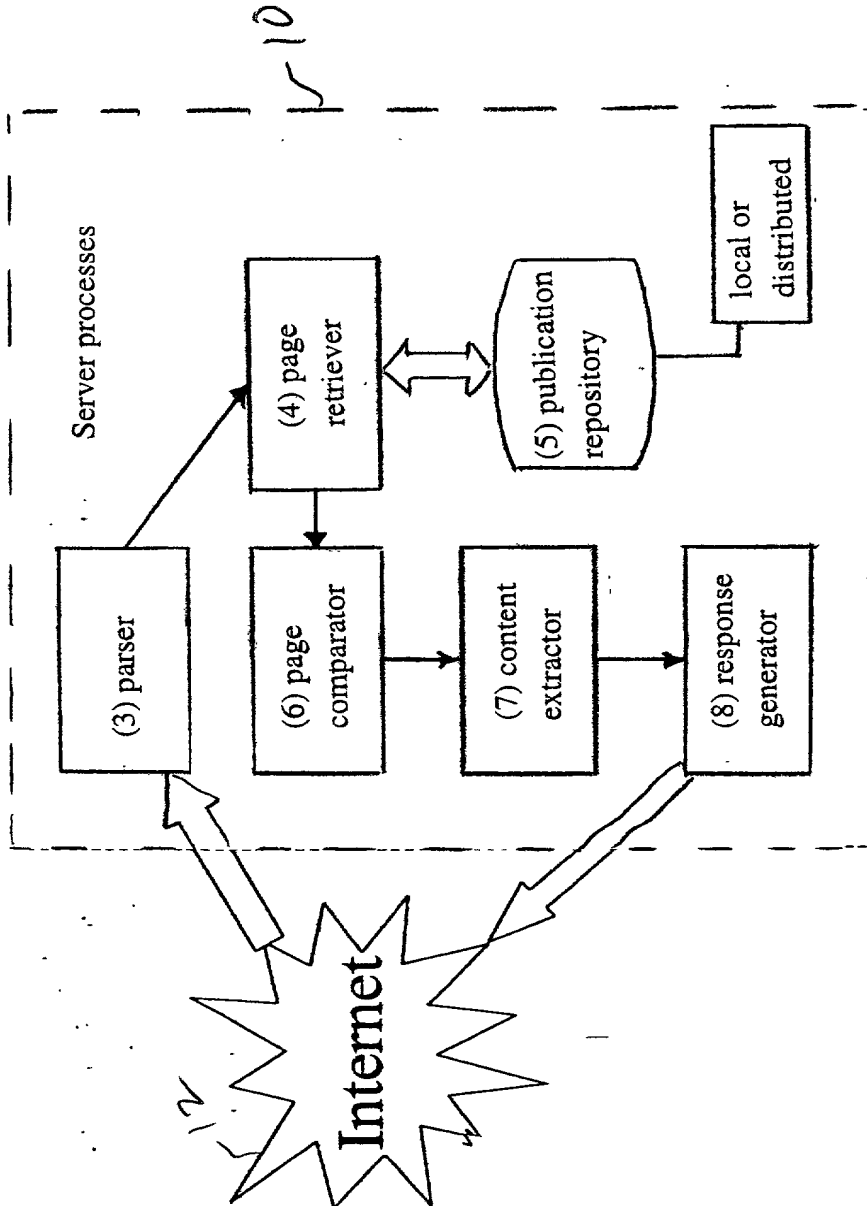 10
Server processes
(3) parser
(4) page
retriever
(6) page
comparator
(5) publication
repository
(7) content
extractor
(8) response
generator
local or
distributed
12
Internet